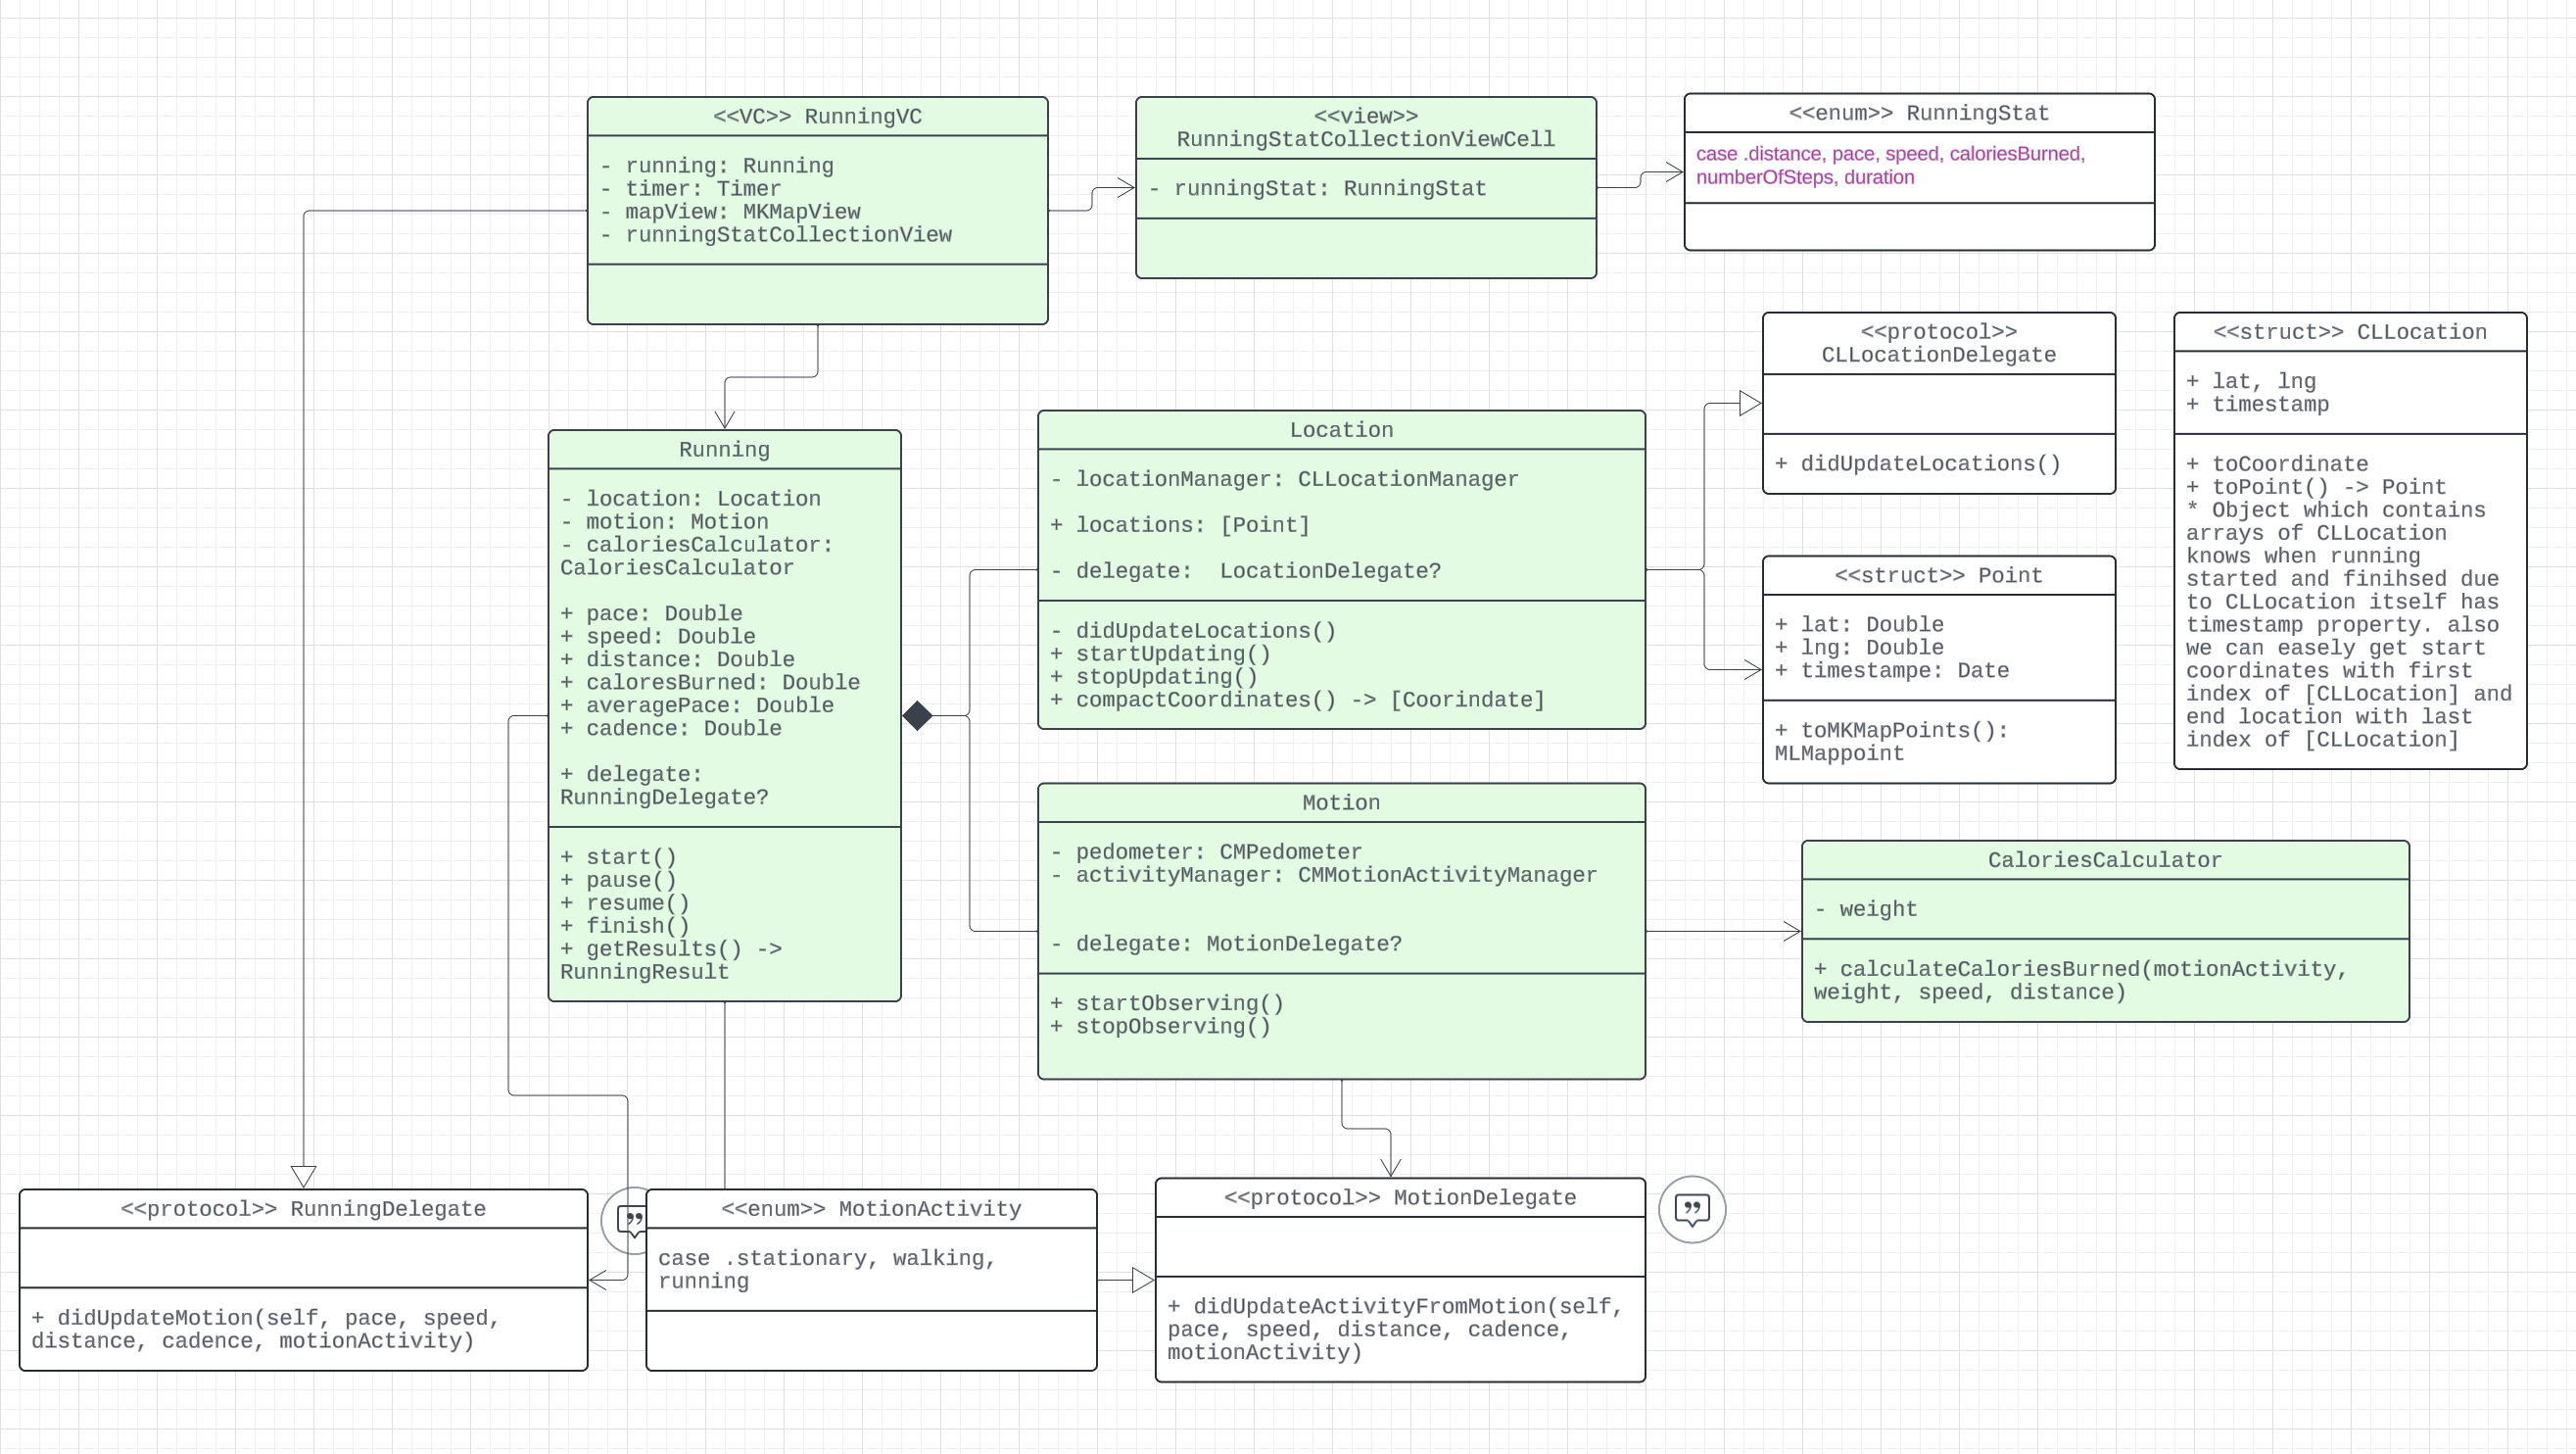 <<VC>> RunningVC
- running: Running
- timer: Timer
- mapView: MKMapView
- runningStatCollectionView
<<view>>
RunningStatCollectionViewCell
- runningStat: RunningStat
<<enum>> RunningStat
case .distance, pace, speed, caloriesBurned,
numberOfSteps, duration
<<protocol>>
CLLocationDelegate
+ didUpdateLocations()
<<struct>> CLLocation
+ lat, lng
+ timestamp
+ toCoordinate
+ toPoint() -> Point
* Object which contains
arrays of CLLocation
knows when running
started and finihsed due
to CLLocation itself has
timestamp property. also
we can easely get start
coordinates with first
index of [CLLocation] and
end location with last
index of [CLLocation]
Running
- location: Location
- motion: Motion
- caloriesCalculator:
CaloriesCalculator
+ pace: Double
+ speed: Double
+ distance: Double
+ caloresBurned: Double
+ averagePace: Double
+ cadence: Double
+ delegate:
RunningDelegate?
+ start()
+ pause()
+ resume()
+ finish()
+ getResults() ->
RunningResult
Location
- locationManager: CLLocationManager
+ locations: [Point]
- delegate:  LocationDelegate?
- didUpdateLocations()
+ startUpdating()
+ stopUpdating()
+ compactCoordinates() -> [Coorindate]
<<struct>> Point
+ lat: Double
+ lng: Double
+ timestampe: Date
+ toMKMapPoints():
MLMappoint
Motion
- pedometer: CMPedometer
- activityManager: CMMotionActivityManager
- delegate: MotionDelegate?
+ startObserving()
+ stopObserving()
CaloriesCalculator
- weight
+ calculateCaloriesBurned(motionActivity,
weight, speed, distance)
<<protocol>> RunningDelegate
+ didUpdateMotion(self, pace, speed,
distance, cadence, motionActivity)
<<enum>> MotionActivity
case .stationary, walking,
running
<<protocol>> MotionDelegate
+ didUpdateActivityFromMotion(self,
pace, speed, distance, cadence,
motionActivity)